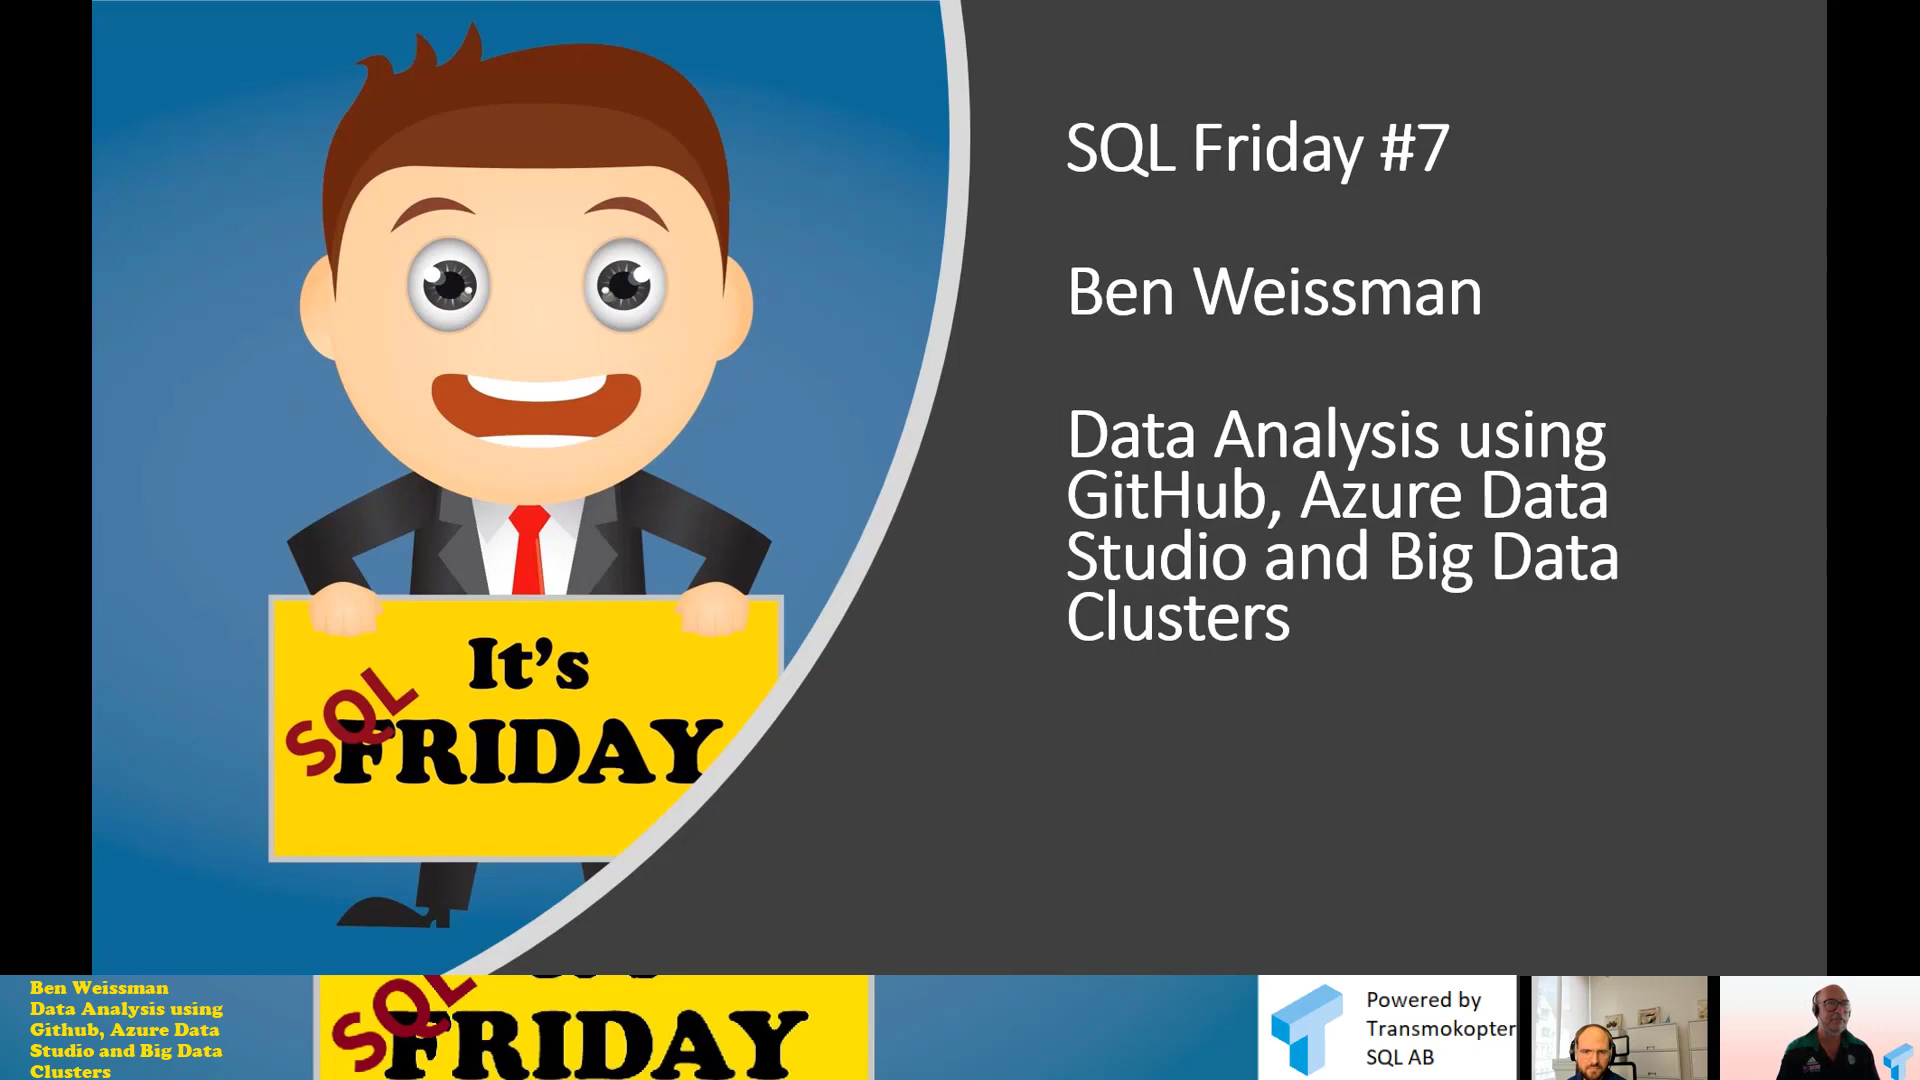 SQL Friday #7
Ben Weissman
Data Analysis using
GitHub, Azure Data
Studio and Big Data
Clusters
It's
SQL
FRIDAY
Ben Weissman
Data Analysis using
Github, Azure Data
Studio and Big Data
Clusters
SQL
FRIDAY
Powered by
Transmokopter
SQL AB